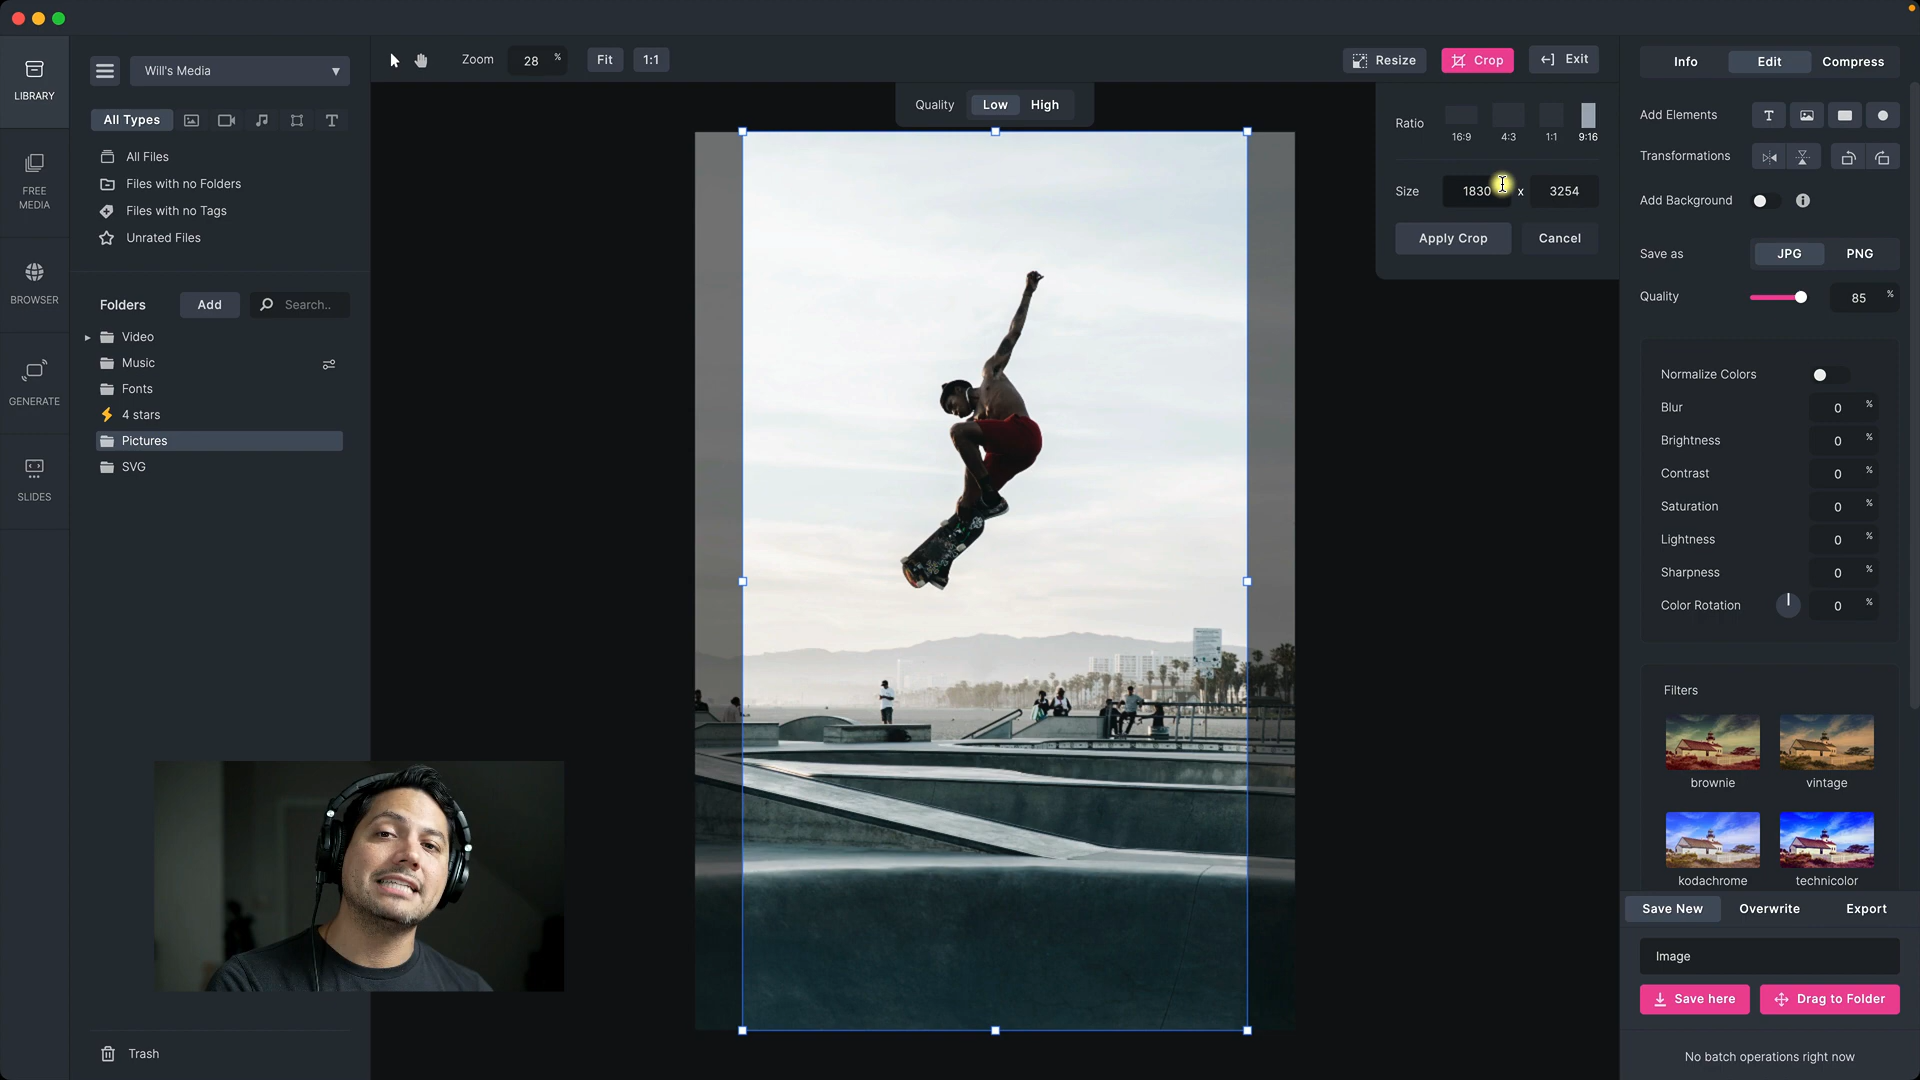 LIBRARY
FREE
MEDIA
BROWSER
GENERATE
SLIDES
Will's Media ▾
All Types
All Files
Files with no Folders
Files with no Tags
Unrated Files
Folders Add Search..
Video
Music
Fonts
4 stars
Pictures
SVG
Trash
Zoom 28 % Fit 1:1
Resize Crop Exit
Quality Low High
Ratio 16:9 4:3 1:1 9:16
Size 1830 x 3254
Apply Crop Cancel
Info Edit Compress
Add Elements
Transformations
Add Background
Save as JPG PNG
Quality 85 %
Normalize Colors
Blur 0 %
Brightness 0 %
Contrast 0 %
Saturation 0 %
Lightness 0 %
Sharpness 0 %
Color Rotation 0 %
Filters
brownie vintage
kodachrome technicolor
Save New Overwrite Export
Image
Save here Drag to Folder
No batch operations right now